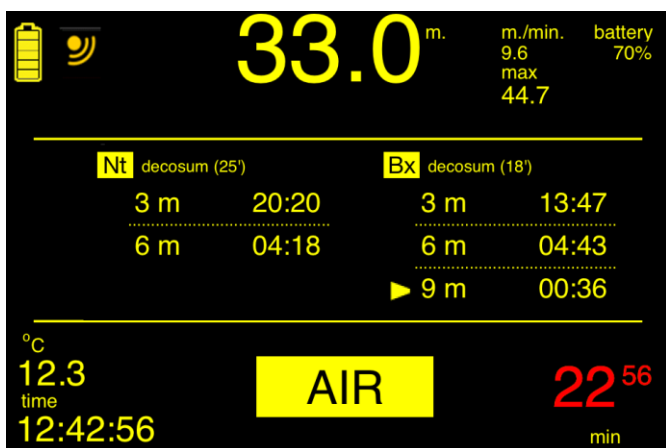 33.0 m.
m./min. battery
9.6 70%
max
44.7
Nt decosum (25')
3 m 20:20
6 m 04:18
Bx decosum (18')
3 m 13:47
6 m 04:43
9 m 00:36
°C
12.3
time
12:42:56
AIR
22 56
min